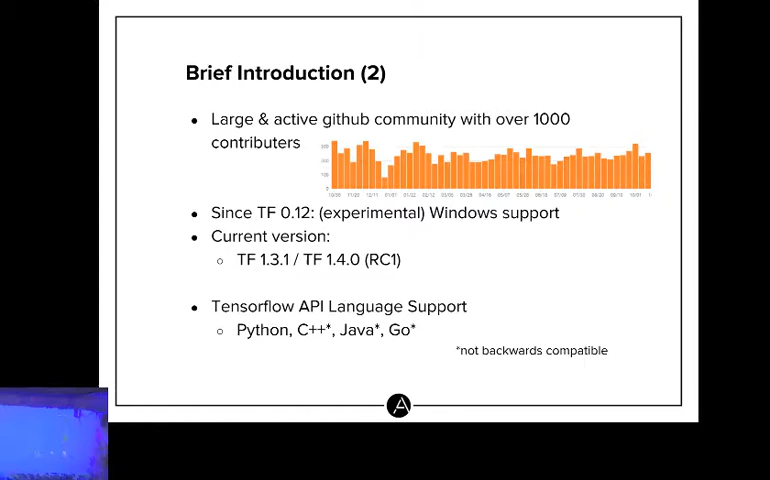 Brief Introduction (2)
● Large & active github community with over 1000
contributers
● Since TF 0.12: (experimental) Windows support
● Current version:
○ TF 1.3.1 / TF 1.4.0 (RC1)
● Tensorflow API Language Support
○ Python, C++*, Java*, Go*
*not backwards compatible